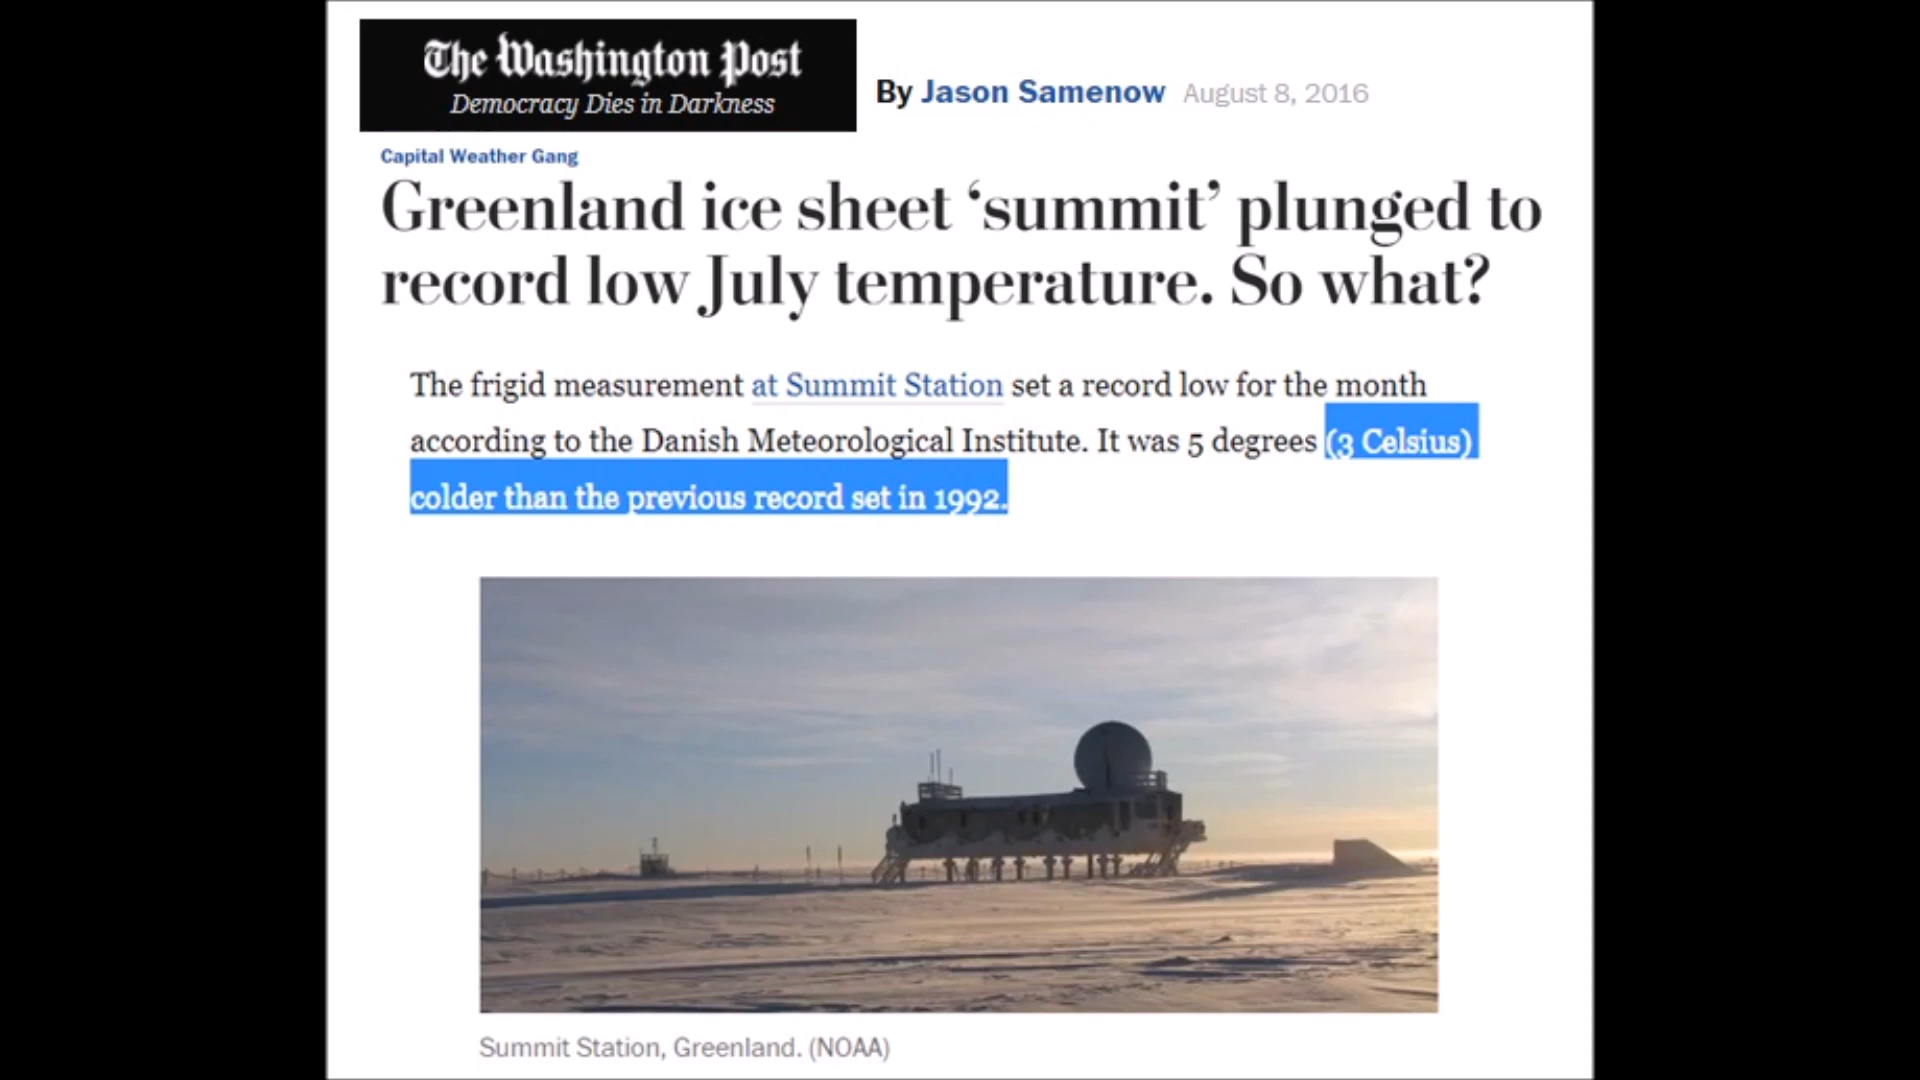 The Washington Post
Democracy Dies in Darkness
By Jason Samenow August 8, 2016
Capital Weather Gang
Greenland ice sheet ‘summit’ plunged to
record low July temperature. So what?
The frigid measurement at Summit Station set a record low for the month
according to the Danish Meteorological Institute. It was 5 degrees (3 Celsius)
colder than the previous record set in 1992.
Summit Station, Greenland. (NOAA)